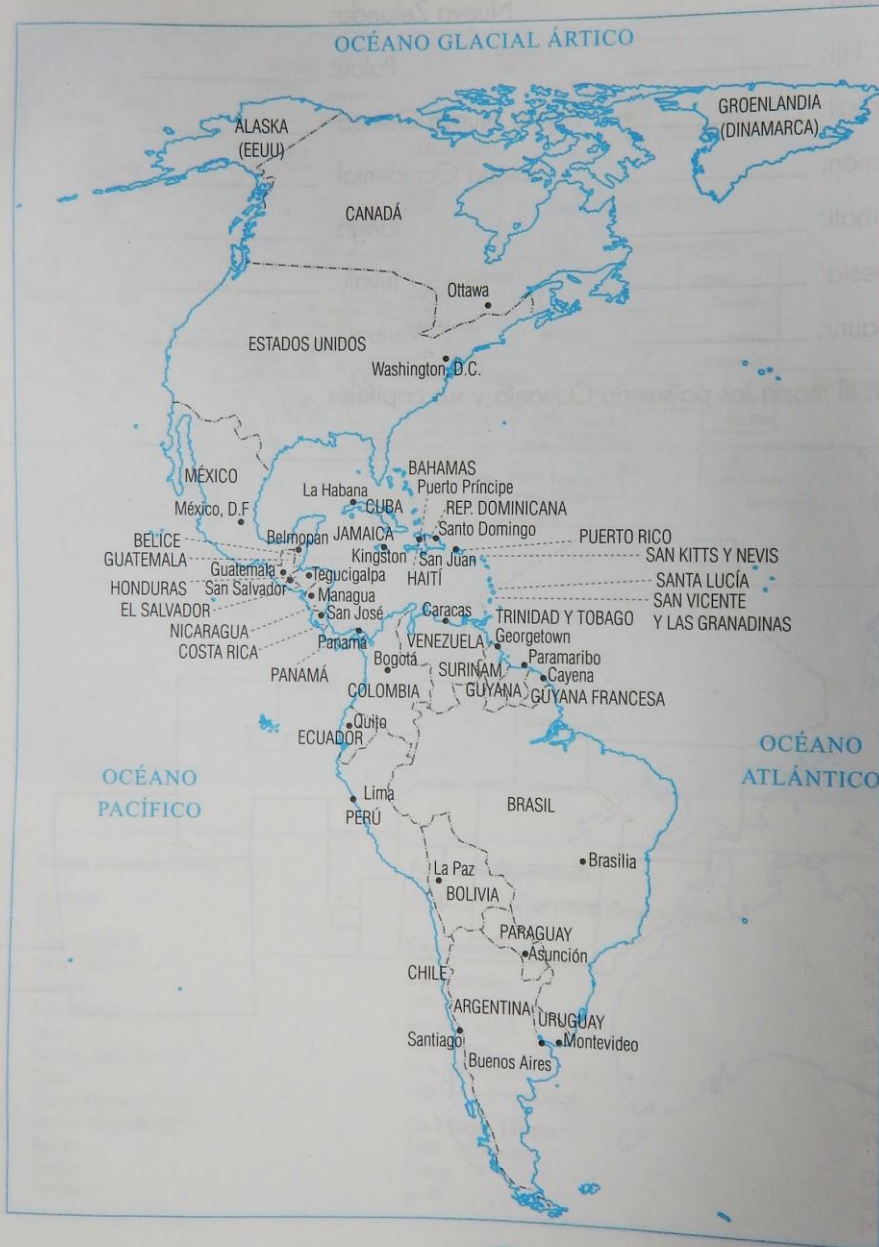 OCÉANO GLACIAL ÁRTICO
GROENLANDIA
(DINAMARCA)
ALASKA
(EEUU)
CANADÁ
Ottawa
ESTADOS UNIDOS
Washington, D.C.
MÉXICO
México, D.F
BAHAMAS
La Habana
CUBA
Puerto Príncipe
REP. DOMINICANA
Santo Domingo
JAMAICA
Kingston
HAITÍ
San Juan
PUERTO RICO
SAN KITTS Y NEVIS
SANTA LUCÍA
SAN VICENTE
Y LAS GRANADINAS
BELICE
Belmopán
GUATEMALA
Guatemala
HONDURAS
Tegucigalpa
San Salvador
EL SALVADOR
Managua
NICARAGUA
San José
COSTA RICA
Panamá
PANAMÁ
Caracas
TRINIDAD Y TOBAGO
VENEZUELA
Georgetown
Bogotá
COLOMBIA
SURINAM
Paramaribo
GUYANA
Cayena
GUYANA FRANCESA
Quito
ECUADOR
OCÉANO
PACÍFICO
OCÉANO
ATLÁNTICO
Lima
PERÚ
BRASIL
Brasilia
La Paz
BOLIVIA
PARAGUAY
Asunción
CHILE
ARGENTINA
URUGUAY
Santiago
Buenos Aires
Montevideo